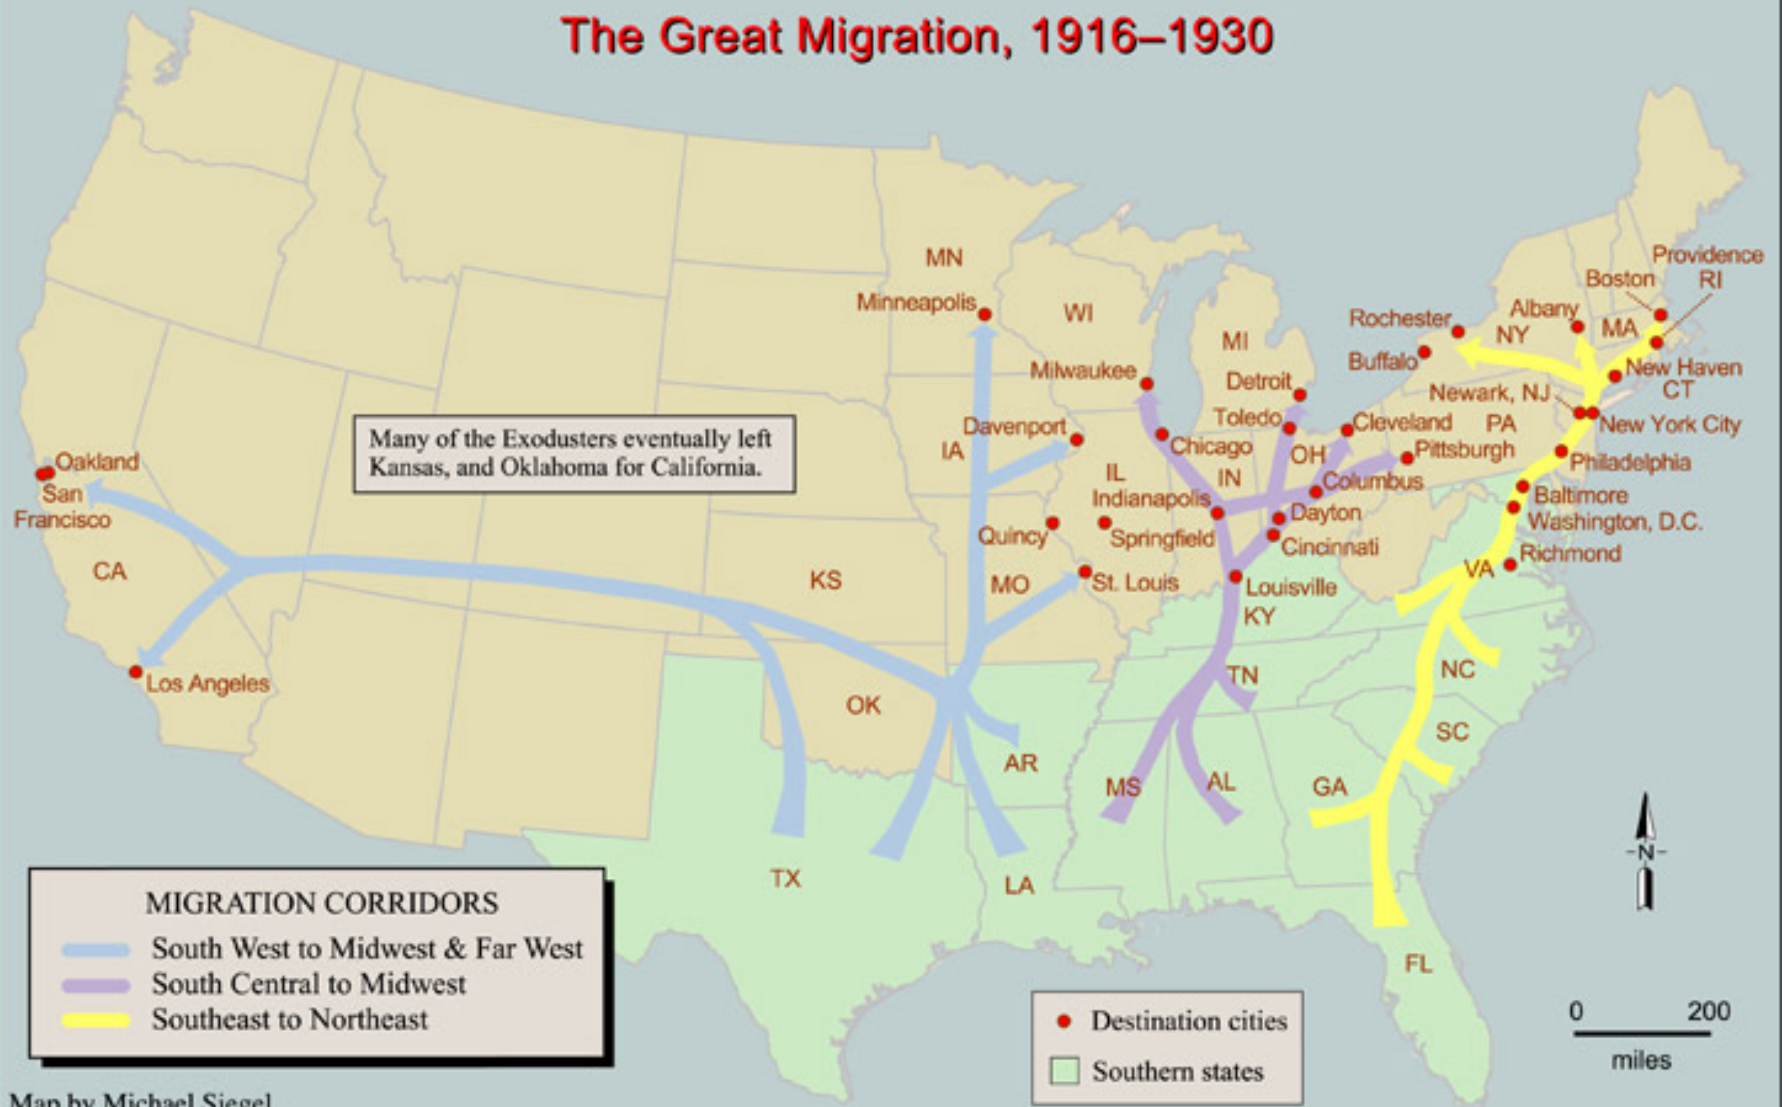 The Great Migration, 1916–1930
MN
Minneapolis
WI
MI
Milwaukee
Detroit
Toledo
Cleveland
Chicago
Davenport
IA
IL
IN
OH
Indianapolis
Columbus
Pittsburgh
PA
Quincy
Springfield
Dayton
Cincinnati
MO
St. Louis
Louisville
KY
Rochester
Buffalo
NY
Albany
Boston
Providence
RI
MA
New Haven
CT
Newark, NJ
New York City
Philadelphia
Baltimore
Washington, D.C.
Richmond
VA
Many of the Exodusters eventually left
Kansas, and Oklahoma for California.
Oakland
San
Francisco
CA
Los Angeles
KS
OK
TN
NC
SC
AR
MS
AL
GA
TX
LA
FL
N
MIGRATION CORRIDORS
South West to Midwest & Far West
South Central to Midwest
Southeast to Northeast
Destination cities
Southern states
0 200
miles
Map by Michael Siegel